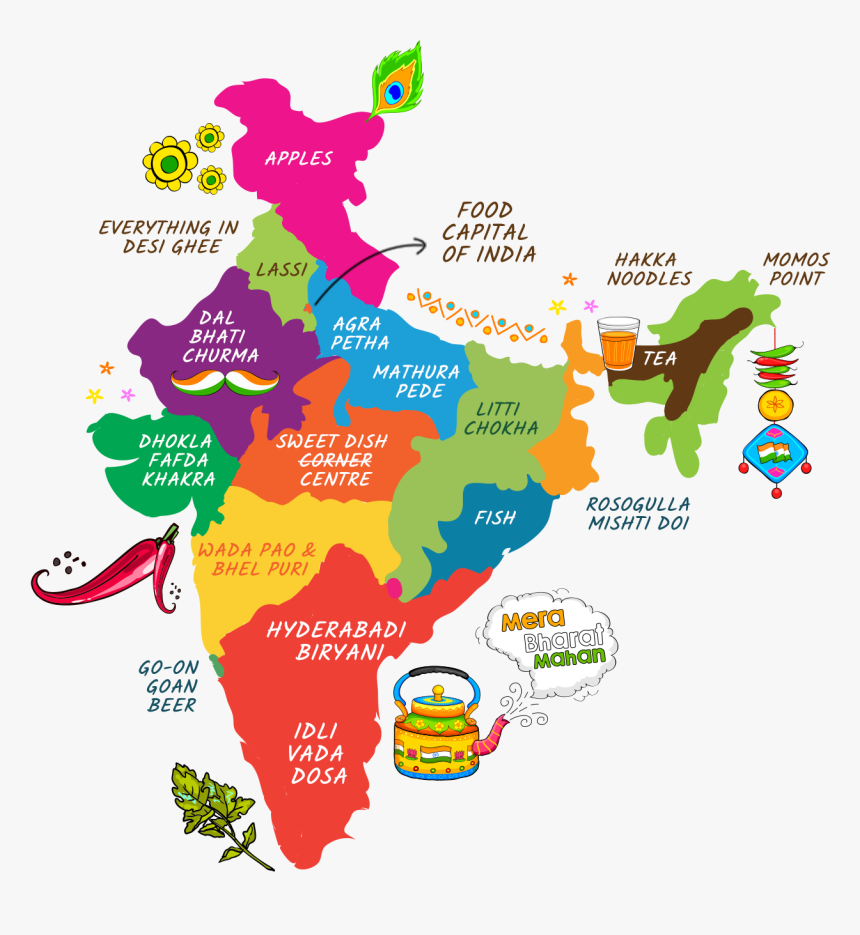 APPLES
EVERYTHING IN
DESI GHEE
LASSI
FOOD
CAPITAL
OF INDIA
HAKKA
NOODLES
MOMOS
POINT
DAL
BHATI
CHURMA
AGRA
PETHA
MATHURA
PEDE
TEA
LITTI
CHOKHA
DHOKLA
FAFDA
KHAKRA
SWEET DISH
CORNER
CENTRE
FISH
ROSOGULLA
MISHTI DOI
WADA PAO &
BHEL PURI
HYDERABADI
BIRYANI
Mera
Bharat
Mahan
GO-ON
GOAN
BEER
IDLI
VADA
DOSA